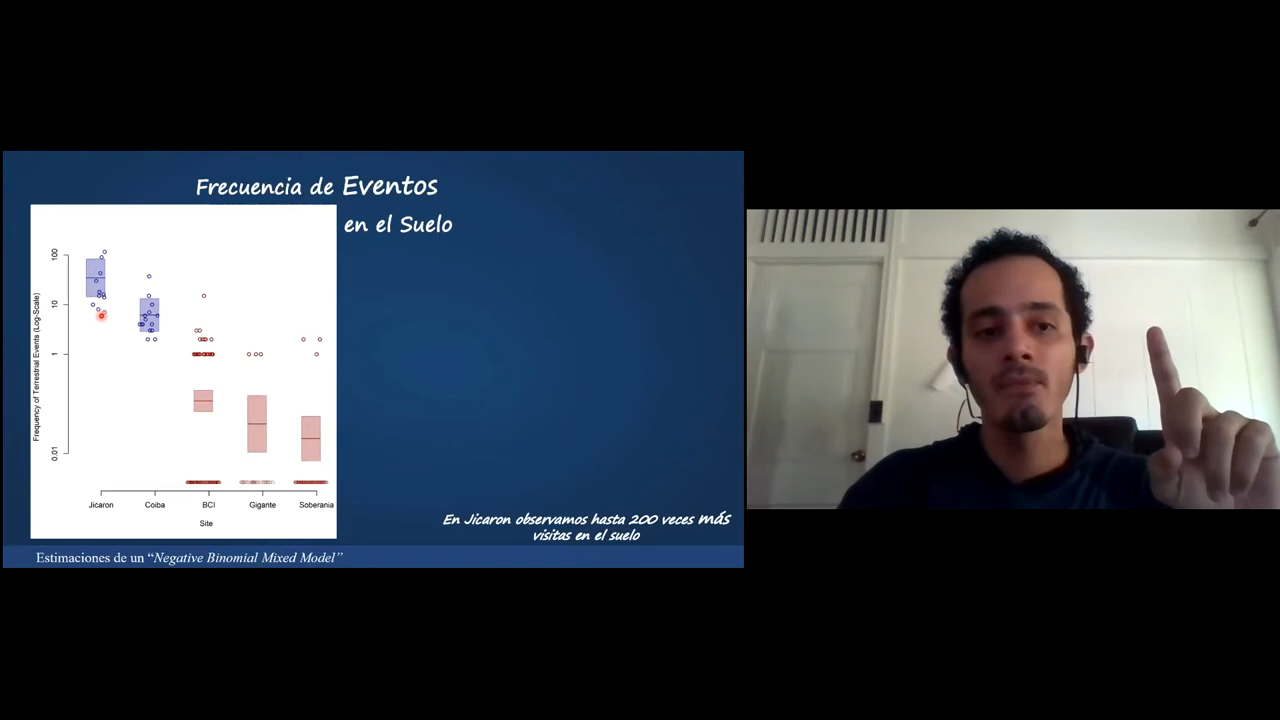 Frecuencia de Eventos
en el Suelo
Frequency of Terrestrial Events (Log-Scale)
100
10
1
0.01
Jicaron Coiba BCI Gigante Soberania
Site
En Jicaron observamos hasta 200 veces más
visitas en el suelo
Estimaciones de un “Negative Binomial Mixed Model”